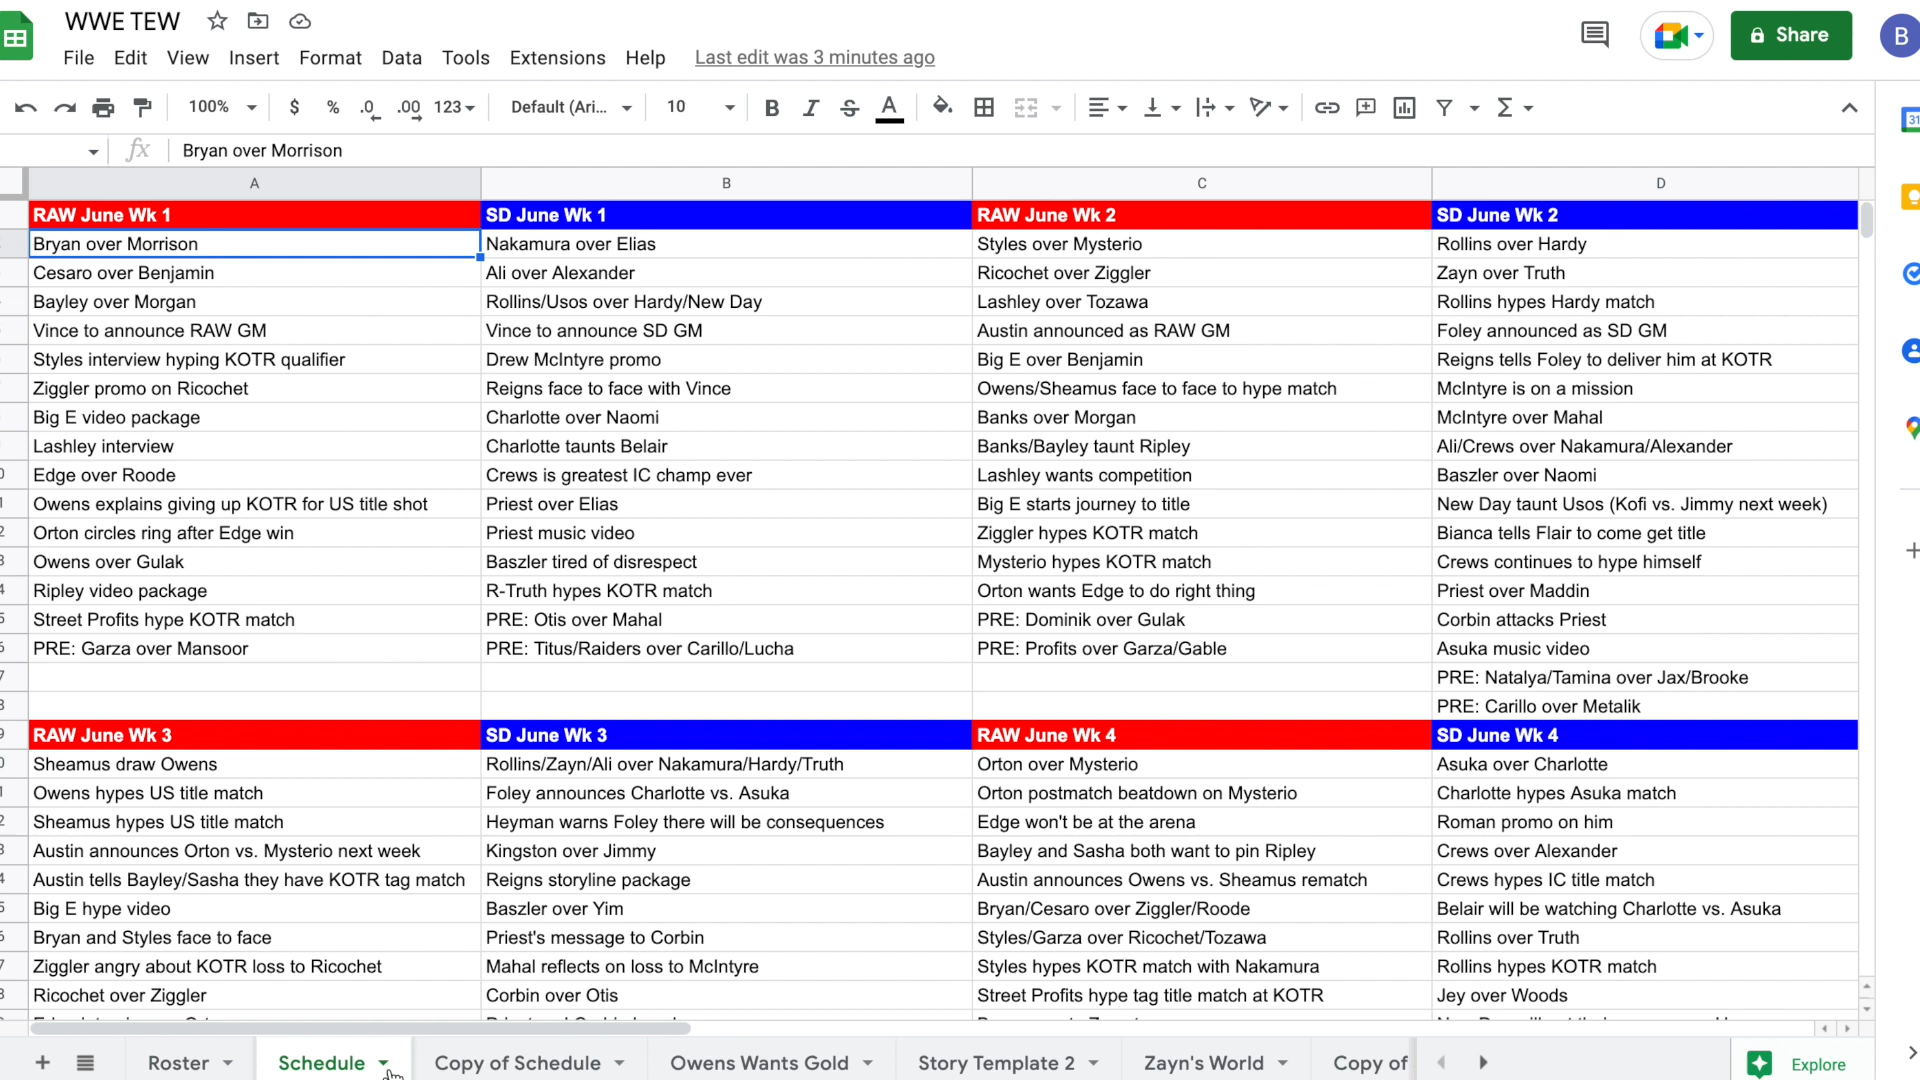 WWE TEW
File Edit View Insert Format Data Tools Extensions Help Last edit was 3 minutes ago
Share
B
100% $ % .0 .00 123 Default (Ari... 10 B I S A Σ
31
fx Bryan over Morrison
A B C D
RAW June Wk 1 SD June Wk 1 RAW June Wk 2 SD June Wk 2
Bryan over Morrison Nakamura over Elias Styles over Mysterio Rollins over Hardy
Cesaro over Benjamin Ali over Alexander Ricochet over Ziggler Zayn over Truth
Bayley over Morgan Rollins/Usos over Hardy/New Day Lashley over Tozawa Rollins hypes Hardy match
Vince to announce RAW GM Vince to announce SD GM Austin announced as RAW GM Foley announced as SD GM
Styles interview hyping KOTR qualifier Drew McIntyre promo Big E over Benjamin Reigns tells Foley to deliver him at KOTR
Ziggler promo on Ricochet Reigns face to face with Vince Owens/Sheamus face to face to hype match McIntyre is on a mission
Big E video package Charlotte over Naomi Banks over Morgan McIntyre over Mahal
Lashley interview Charlotte taunts Belair Banks/Bayley taunt Ripley Ali/Crews over Nakamura/Alexander
Edge over Roode Crews is greatest IC champ ever Lashley wants competition Baszler over Naomi
Owens explains giving up KOTR for US title shot Priest over Elias Big E starts journey to title New Day taunt Usos (Kofi vs. Jimmy next week)
Orton circles ring after Edge win Priest music video Ziggler hypes KOTR match Bianca tells Flair to come get title
Owens over Gulak Baszler tired of disrespect Mysterio hypes KOTR match Crews continues to hype himself
Ripley video package R-Truth hypes KOTR match Orton wants Edge to do right thing Priest over Maddin
Street Profits hype KOTR match PRE: Otis over Mahal PRE: Dominik over Gulak Corbin attacks Priest
PRE: Garza over Mansoor PRE: Titus/Raiders over Carillo/Lucha PRE: Profits over Garza/Gable Asuka music video
PRE: Natalya/Tamina over Jax/Brooke
PRE: Carillo over Metalik
RAW June Wk 3 SD June Wk 3 RAW June Wk 4 SD June Wk 4
Sheamus draw Owens Rollins/Zayn/Ali over Nakamura/Hardy/Truth Orton over Mysterio Asuka over Charlotte
Owens hypes US title match Foley announces Charlotte vs. Asuka Orton postmatch beatdown on Mysterio Charlotte hypes Asuka match
Sheamus hypes US title match Heyman warns Foley there will be consequences Edge won't be at the arena Roman promo on him
Austin announces Orton vs. Mysterio next week Kingston over Jimmy Bayley and Sasha both want to pin Ripley Crews over Alexander
Austin tells Bayley/Sasha they have KOTR tag match Reigns storyline package Austin announces Owens vs. Sheamus rematch Crews hypes IC title match
Big E hype video Baszler over Yim Bryan/Cesaro over Ziggler/Roode Belair will be watching Charlotte vs. Asuka
Bryan and Styles face to face Priest's message to Corbin Styles/Garza over Ricochet/Tozawa Rollins over Truth
Ziggler angry about KOTR loss to Ricochet Mahal reflects on loss to McIntyre Styles hypes KOTR match with Nakamura Rollins hypes KOTR match
Ricochet over Ziggler Corbin over Otis Street Profits hype tag title match at KOTR Jey over Woods
Roster Schedule Copy of Schedule Owens Wants Gold Story Template 2 Zayn's World Copy of Explore